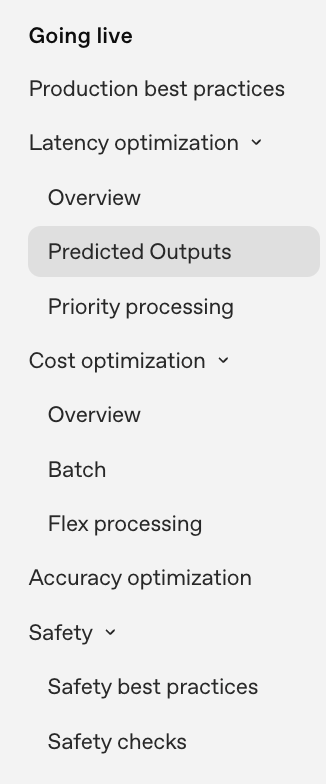 Going live
Production best practices
Latency optimization
Overview
Predicted Outputs
Priority processing
Cost optimization
Overview
Batch
Flex processing
Accuracy optimization
Safety
Safety best practices
Safety checks